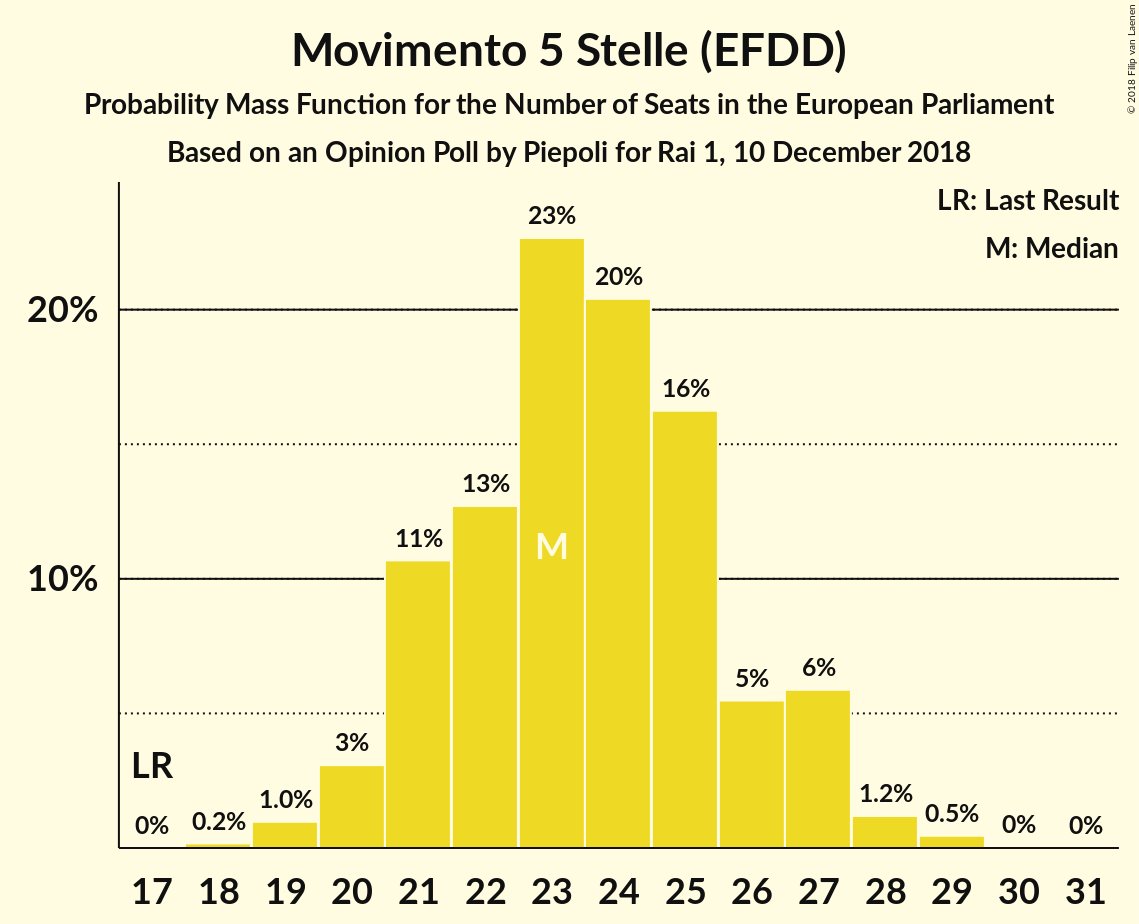 Movimento 5 Stelle (EFDD)
Probability Mass Function for the Number of Seats in the European Parliament
Based on an Opinion Poll by Piepoli for Rai 1, 10 December 2018
© 2018 Filip van Laenen
LR: Last Result
M: Median
23%
20%
20%
16%
13%
11%
M
10%
6%
5%
3%
LR
1.0%
1.2%
0.5%
0% 0.2% 0% 0%
17 18 19 20 21 22 23 24 25 26 27 28 29 30 31